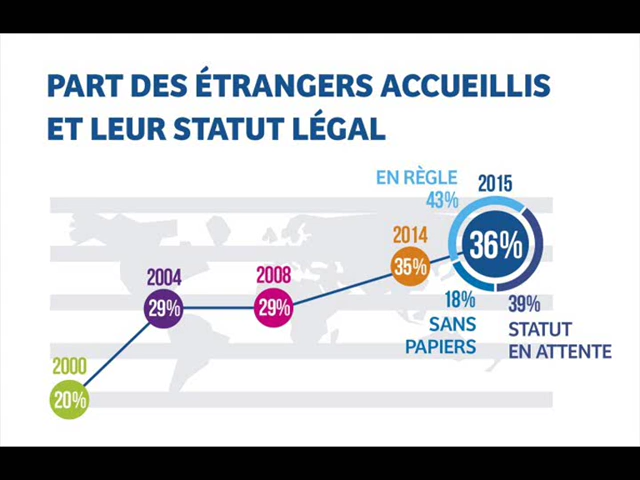 PART DES ÉTRANGERS ACCUEILLIS
ET LEUR STATUT LÉGAL
EN RÈGLE
43%
2015
36%
2014
35%
18%
SANS
PAPIERS
39%
STATUT
EN ATTENTE
2004
29%
2008
29%
2000
20%